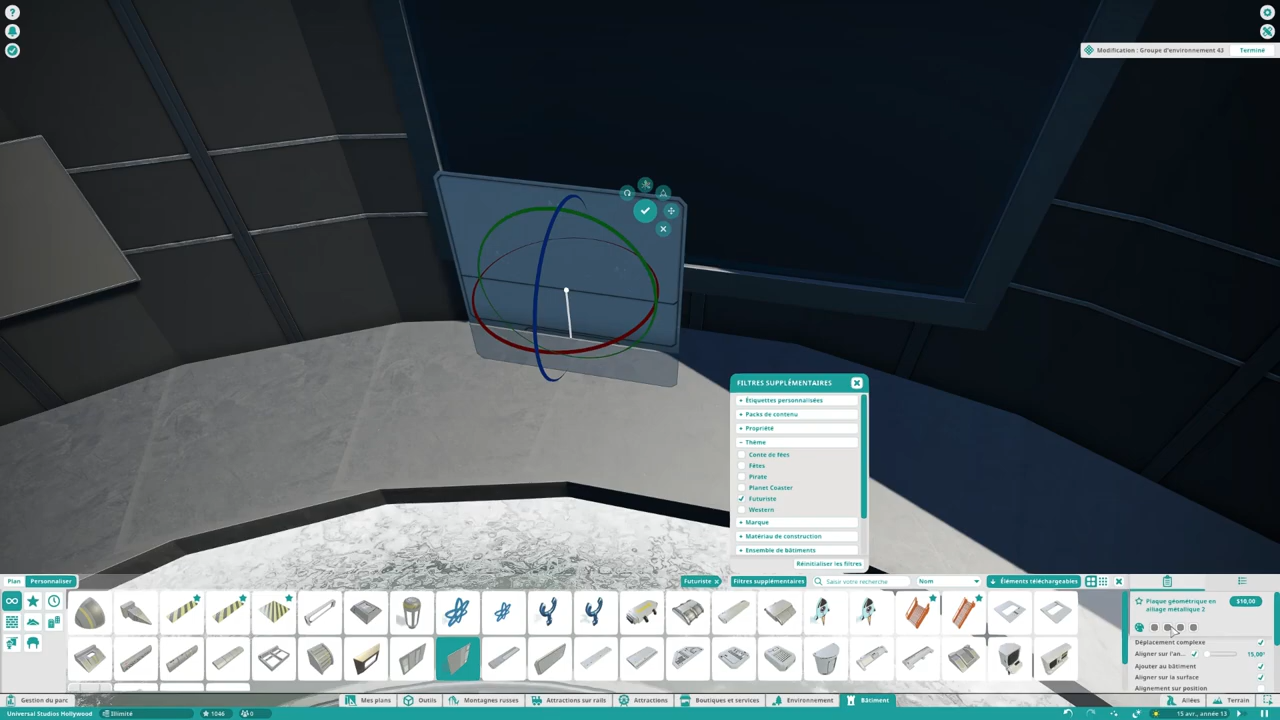 ?
Modification : Groupe d'environnement 43
Terminé
FILTRES SUPPLÉMENTAIRES
+ Étiquettes personnalisées
+ Packs de contenu
+ Propriété
− Thème
Conte de fées
Fêtes
Pirate
Planet Coaster
Futuriste
Western
+ Marque
+ Matériau de construction
+ Ensemble de bâtiments
Réinitialiser les filtres
Plan
Personnaliser
Futuriste ×
Filtres supplémentaires
Saisir votre recherche
Nom
Éléments téléchargeables
Plaque géométrique en
alliage métallique 2
$10,00
Déplacement complexe
Aligner sur l'an...
15,00°
Ajouter au bâtiment
Aligner sur la surface
Alignement sur position
Gestion du parc
Mes plans
Outils
Montagnes russes
Attractions sur rails
Attractions
Boutiques et services
Environnement
Bâtiment
Allées
Terrain
Universal Studios Hollywood
Illimité
1046
0
15 avr., année 13